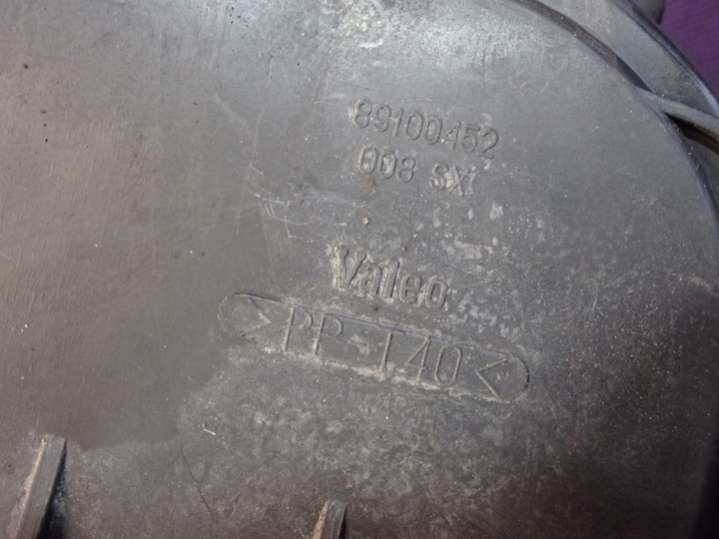 89100452
008 SX
Valeo
>PP T40<